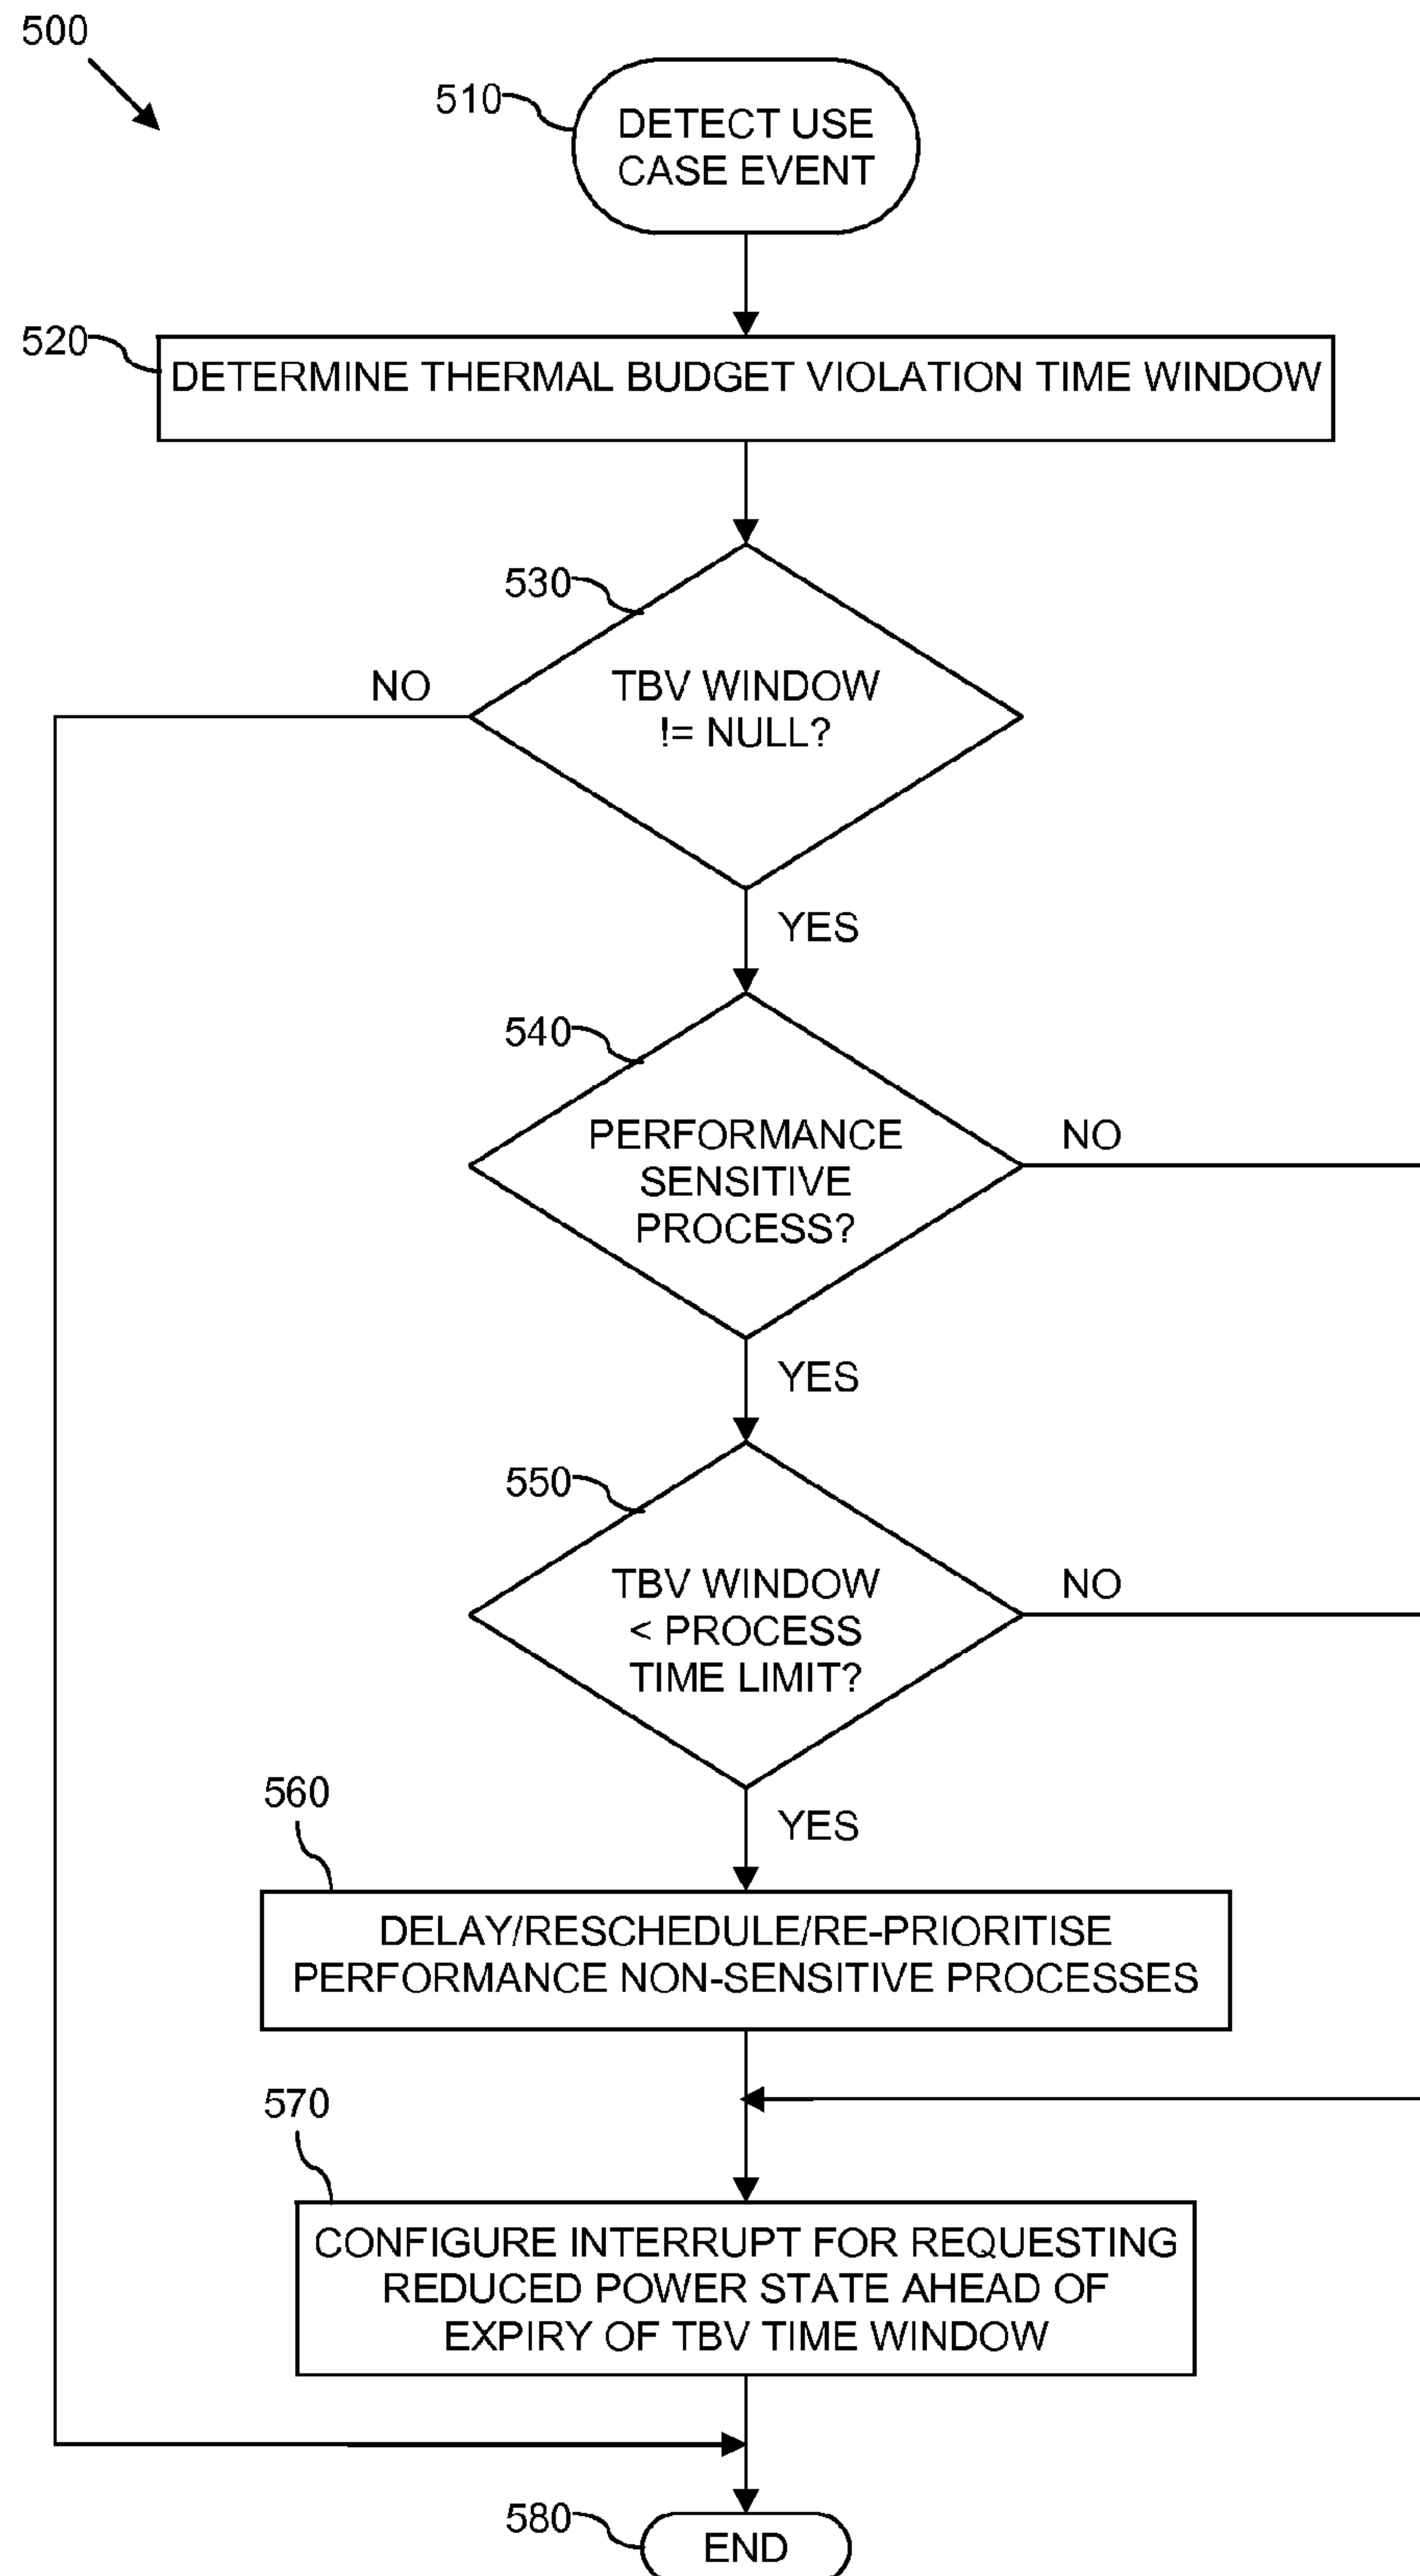 500
510
DETECT USE
CASE EVENT
520
DETERMINE THERMAL BUDGET VIOLATION TIME WINDOW
530
NO
TBV WINDOW
!= NULL?
YES
540
PERFORMANCE
SENSITIVE
PROCESS?
NO
YES
550
TBV WINDOW
< PROCESS
TIME LIMIT?
NO
YES
560
DELAY/RESCHEDULE/RE-PRIORITISE
PERFORMANCE NON-SENSITIVE PROCESSES
570
CONFIGURE INTERRUPT FOR REQUESTING
REDUCED POWER STATE AHEAD OF
EXPIRY OF TBV TIME WINDOW
580
END